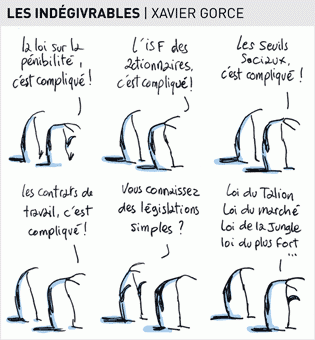 LES INDÉGIVRABLES | XAVIER GORCE
la loi sur la
pénibilité,
c'est compliqué !
L'ISF des
actionnaires,
c'est compliqué !
Les seuils
sociaux,
c'est compliqué !
les contrats de
travail, c'est
compliqué !
Vous connaissez
des législations
simples ?
Loi du Talion
Loi du marché
Loi de la Jungle
loi du plus fort
...